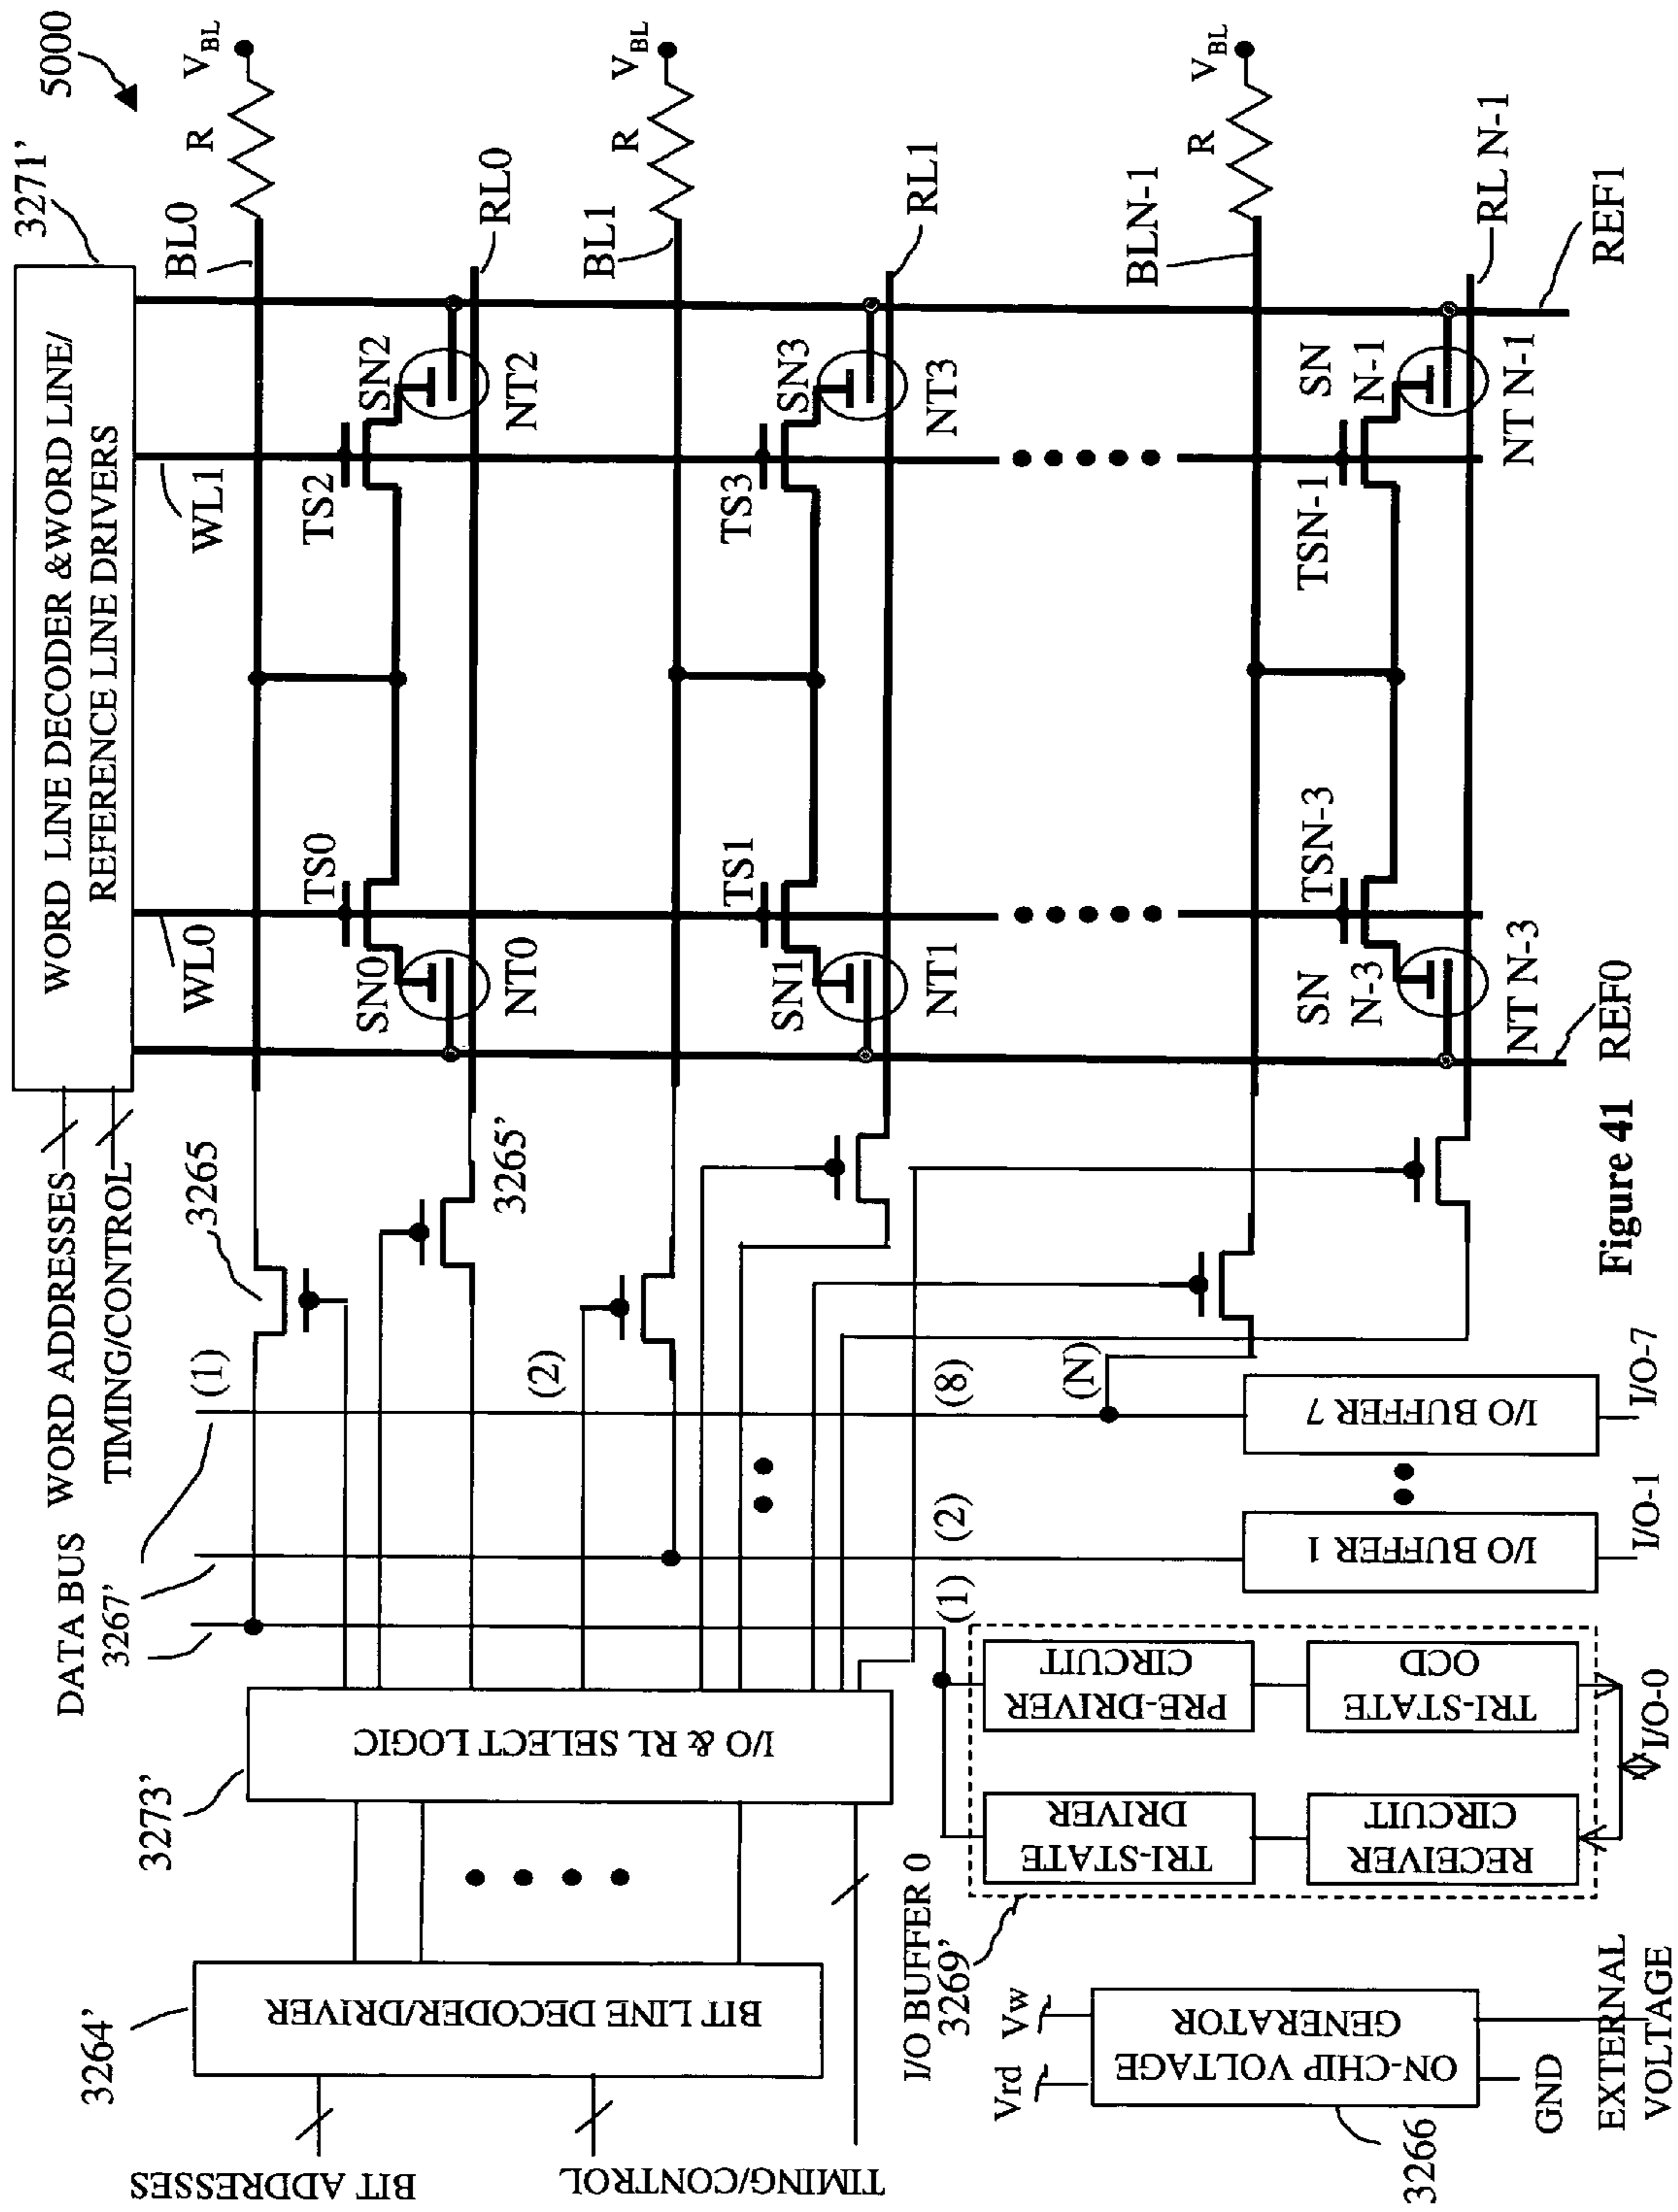 5000
3271'
WORD LINE DECODER &WORD LINE/
REFERENCE LINE DRIVERS
WORD ADDRESSES
TIMING/CONTROL
DATA BUS
3267'
3265
3265'
(1)
(2)
(8)
(N)
(1)
(2)
WL0
WL1
BL0
R
VBL
RL0
TS0
SN0
NT0
TS2
SN2
NT2
BL1
R
VBL
RL1
TS1
SN1
NT1
TS3
SN3
NT3
BLN-1
R
VBL
RL N-1
TSN-3
SN
N-3
NT N-3
TSN-1
SN
N-1
NT N-1
REF0
REF1
3264'
BIT LINE DECODER/DRIVER
BIT ADDRESSES
TIMING/CONTROL
TIMING/CONTROL
3273'
I/O & RL SELECT LOGIC
I/O BUFFER 0
3269'
TRI-STATE
DRIVER
RECEIVER
CIRCUIT
PRE-DRIVER
CIRCUIT
TRI-STATE
OCD
I/O-0
I/O BUFFER 1
I/O-1
I/O BUFFER 7
I/O-7
Vrd
Vw
ON-CHIP VOLTAGE
GENERATOR
3266
GND
EXTERNAL
VOLTAGE
Figure 41